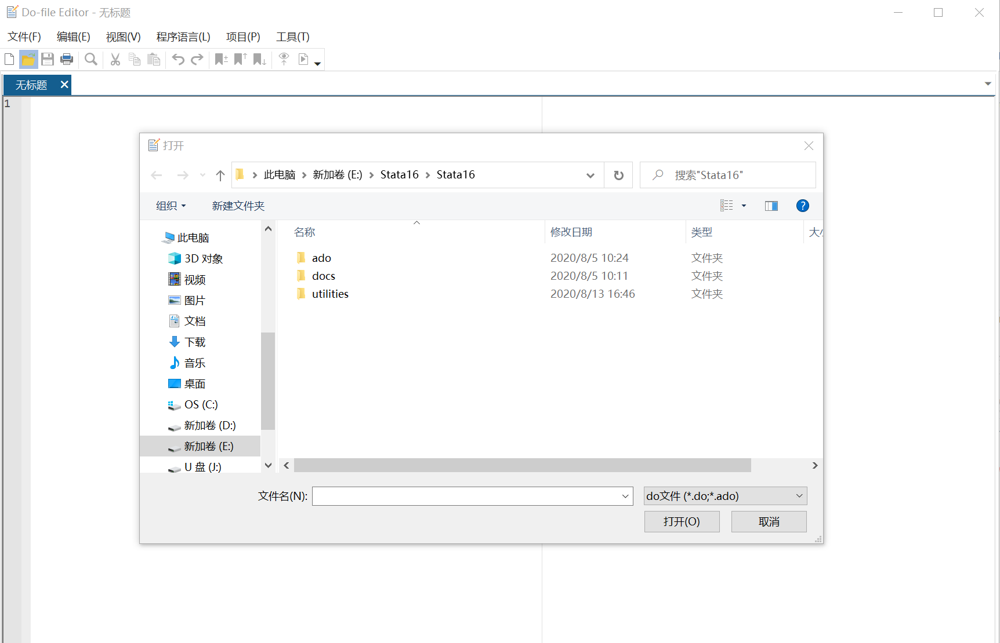 Do-file Editor - 无标题
文件(F) 编辑(E) 视图(V) 程序语言(L) 项目(P) 工具(T)
无标题
1
打开
此电脑 新加卷 (E:) Stata16 Stata16
搜索"Stata16"
组织 新建文件夹
此电脑
3D 对象
视频
图片
文档
下载
音乐
桌面
OS (C:)
新加卷 (D:)
新加卷 (E:)
U 盘 (J:)
名称 修改日期 类型
ado 2020/8/5 10:24 文件夹
docs 2020/8/5 10:11 文件夹
utilities 2020/8/13 16:46 文件夹
文件名(N): do文件 (*.do;*.ado)
打开(O) 取消